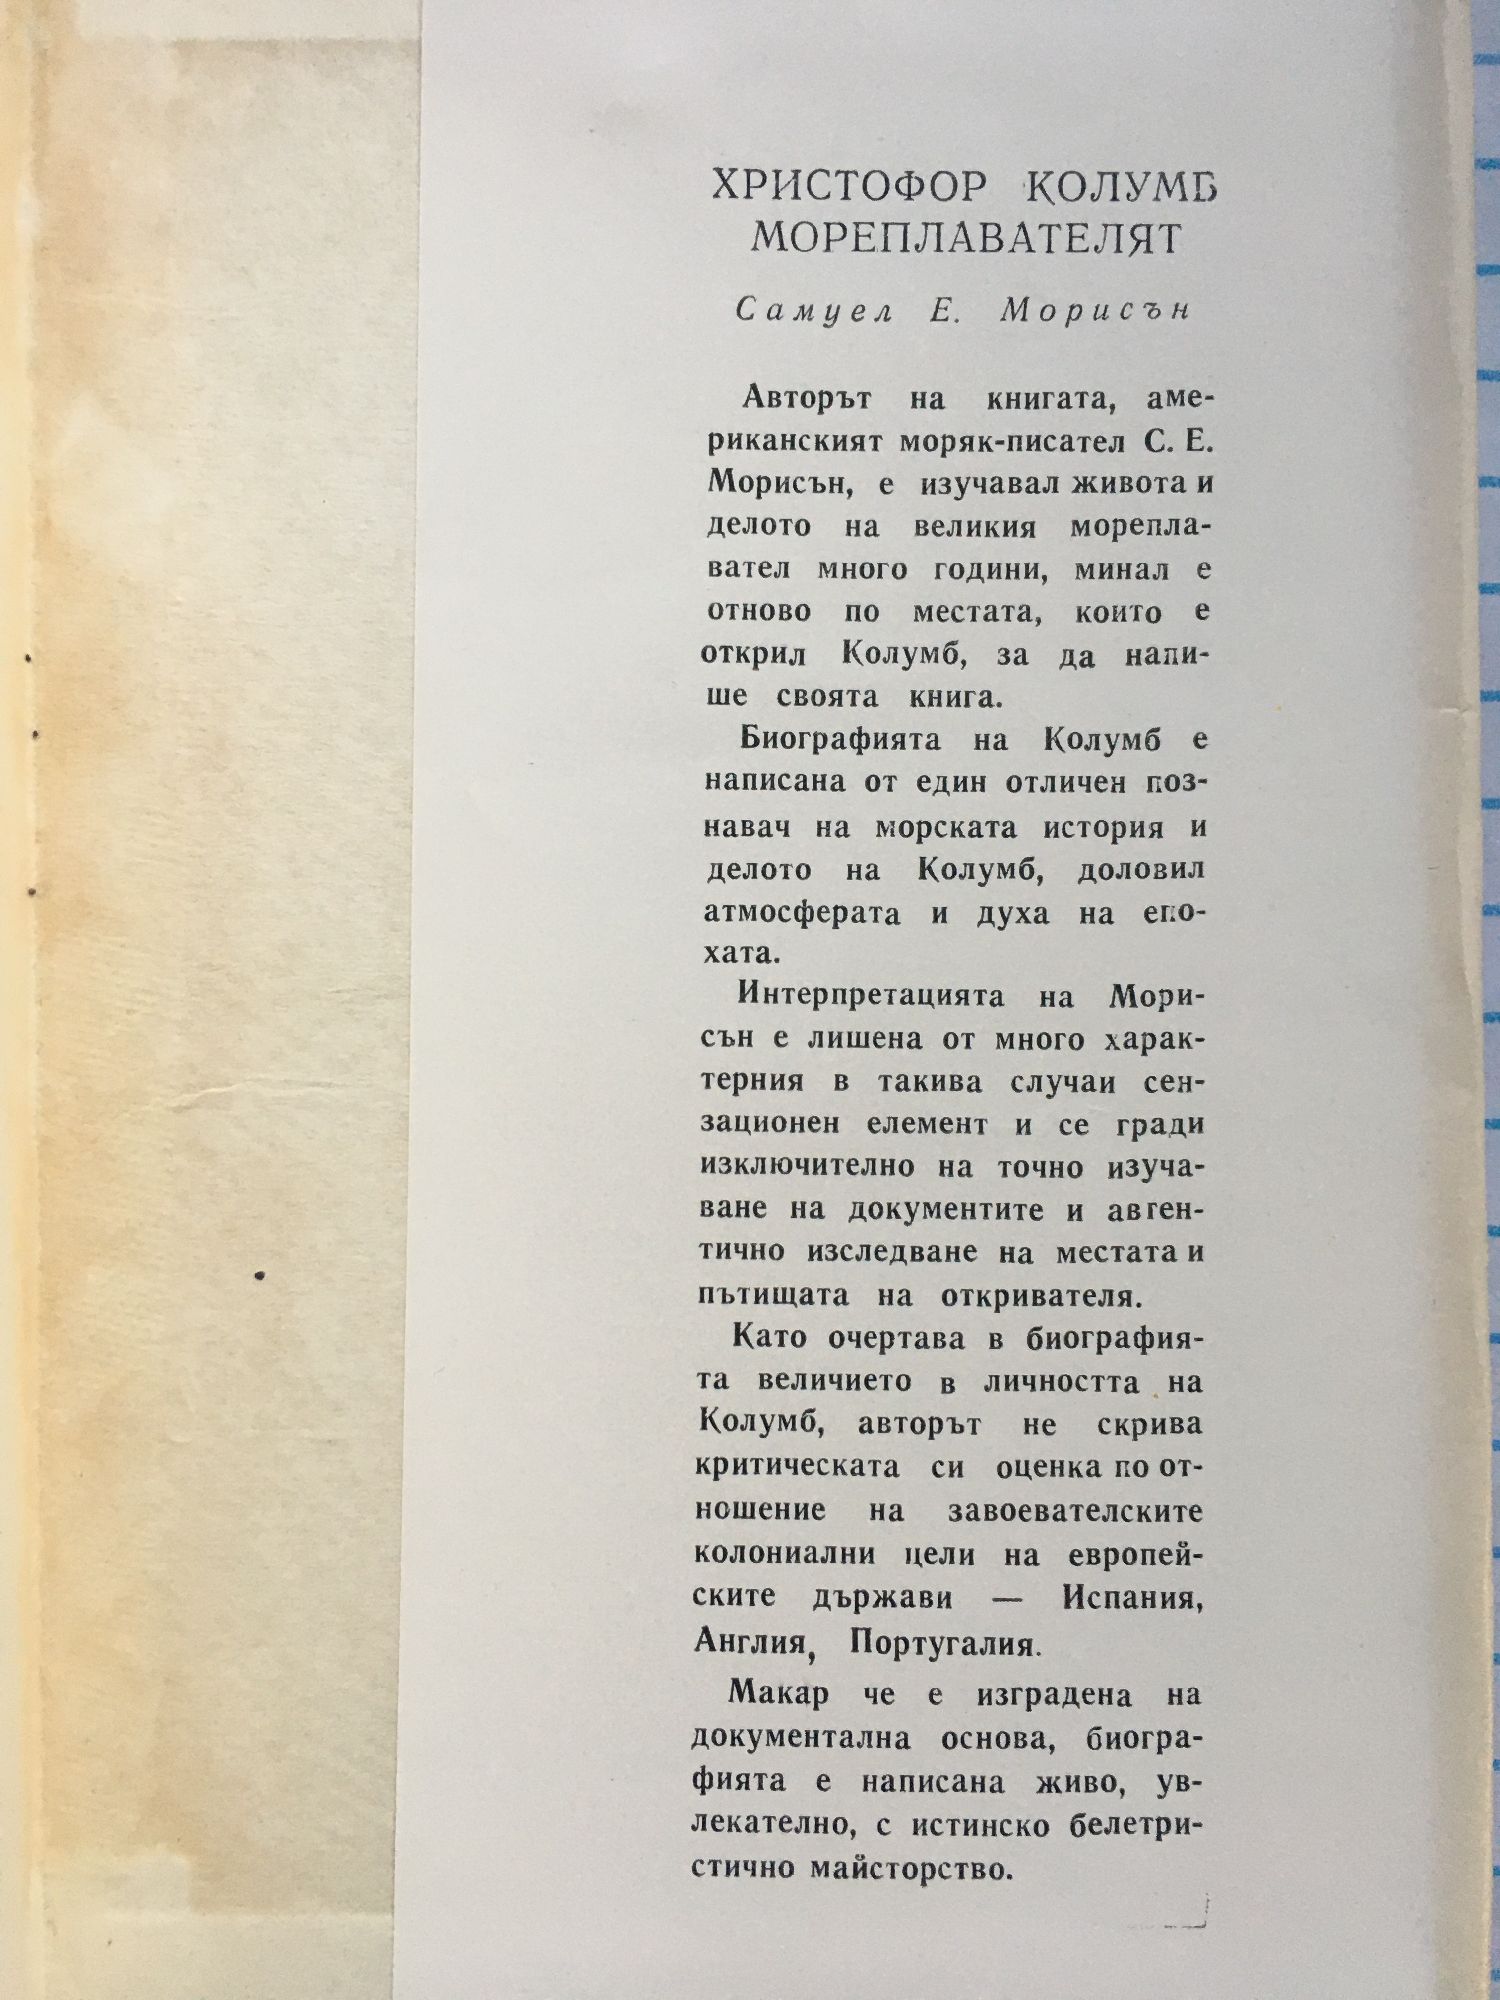 ХРИСТОФОР КОЛУМБ
МОРЕПЛАВАТЕЛЯТ
Самуел Е. Морисън
Авторът на книгата, аме-
риканският моряк-писател С. Е.
Морисън, е изучавал живота и
делото на великия морепла-
вател много години, минал е
отново по местата, които е
открил Колумб, за да напи-
ше своята книга.
Биографията на Колумб е
написана от един отличен поз-
навач на морската история и
делото на Колумб, доловил
атмосферата и духа на епо-
хата.
Интерпретацията на Мори-
сън е лишена от много харак-
терния в такива случаи сен-
зационен елемент и се гради
изключително на точно изуча-
ване на документите и автен-
тично изследване на местата и
пътищата на откривателя.
Като очертава в биография-
та величието в личността на
Колумб, авторът не скрива
критическата си оценка по от-
ношение на завоевателските
колониални цели на европей-
ските държави — Испания,
Англия, Португалия.
Макар че е изградена на
документална основа, биогра-
фията е написана живо, ув-
лекателно, с истинско белетри-
стично майсторство.